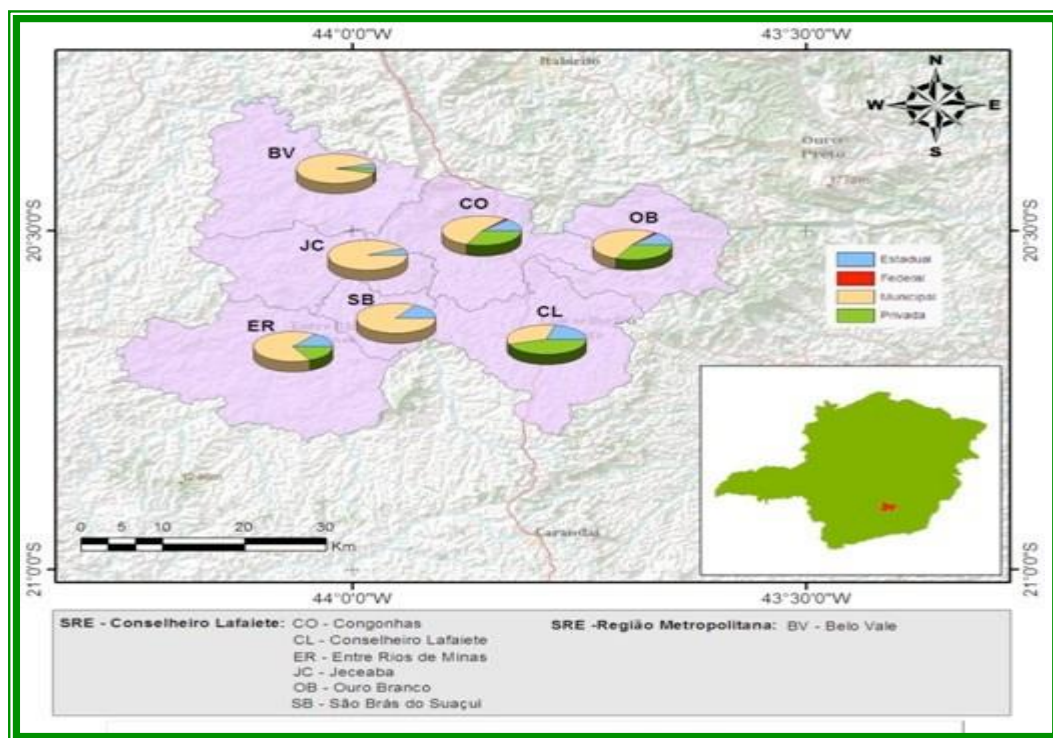 44°0'0"W 43°30'0"W
Itabirito
N
W E
S
Ouro
Preto
BV
CO
OB
20°30'0"S 20°30'0"S
JC
Estadual
Federal
Municipal
Privada
SB
CL
ER
0 5 10 20 30
Km
Carandaí
21°0'0"S 21°0'0"S
44°0'0"W 43°30'0"W
SRE - Conselheiro Lafaiete: CO - Congonhas SRE -Região Metropolitana: BV - Belo Vale
CL - Conselheiro Lafaiete
ER - Entre Rios de Minas
JC - Jeceaba
OB - Ouro Branco
SB - São Brás do Suaçuí